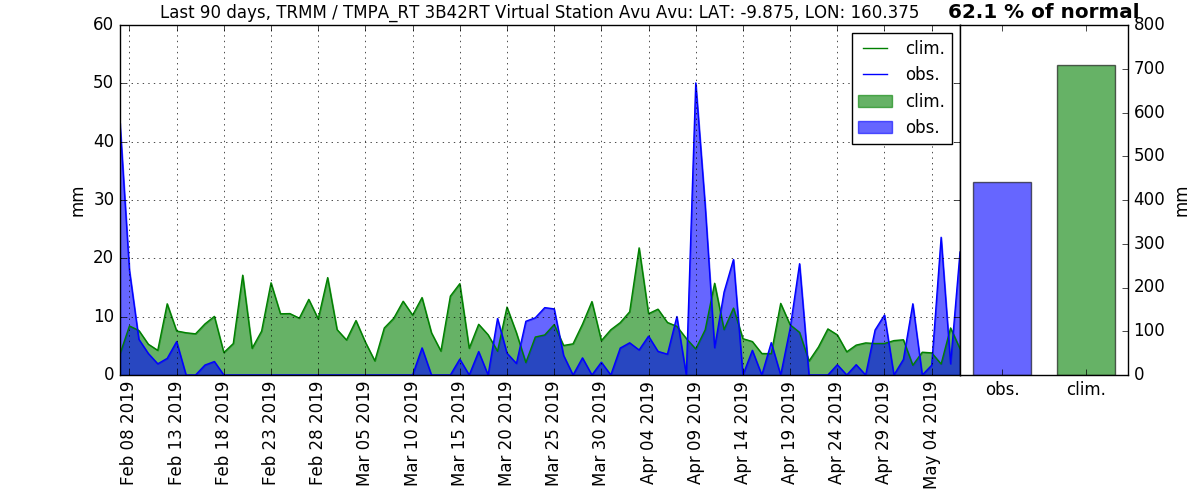 Last 90 days, TRMM / TMPA_RT 3B42RT Virtual Station Avu Avu: LAT: -9.875, LON: 160.375
62.1 % of normal
60
50
40
30
20
10
0
mm
clim.
obs.
clim.
obs.
Feb 08 2019
Feb 13 2019
Feb 18 2019
Feb 23 2019
Feb 28 2019
Mar 05 2019
Mar 10 2019
Mar 15 2019
Mar 20 2019
Mar 25 2019
Mar 30 2019
Apr 04 2019
Apr 09 2019
Apr 14 2019
Apr 19 2019
Apr 24 2019
Apr 29 2019
May 04 2019
800
700
600
500
400
300
200
100
0
mm
obs.
clim.